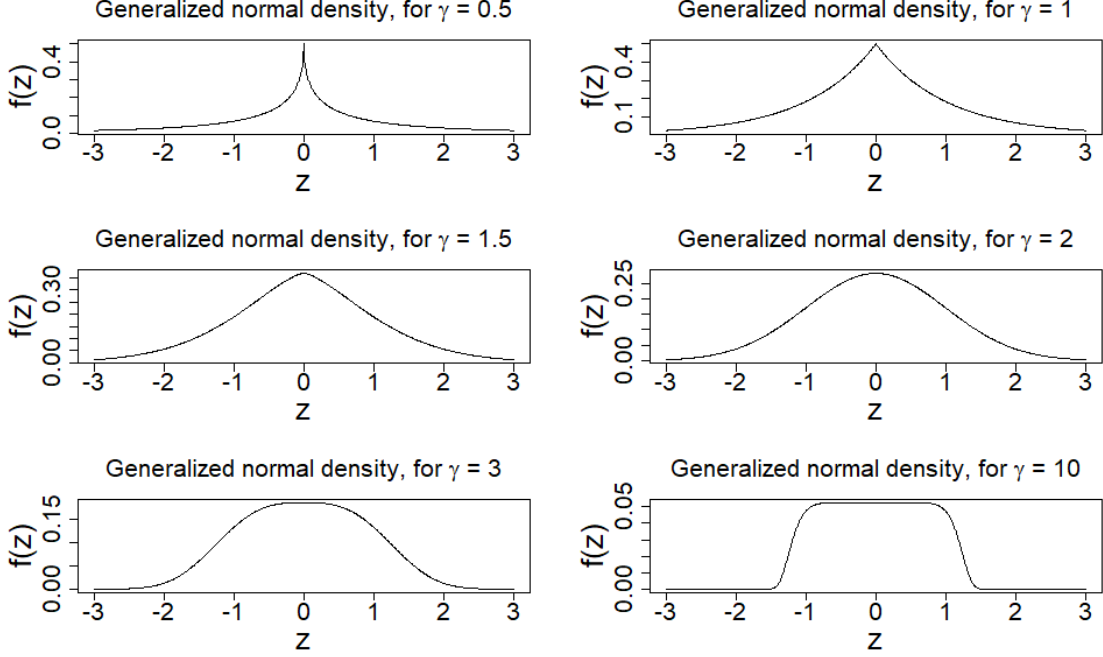 Generalized normal density, for γ = 0.5
f(z)
0.0 0.4
-3 -2 -1 0 1 2 3
z
Generalized normal density, for γ = 1
f(z)
0.1 0.4
-3 -2 -1 0 1 2 3
z
Generalized normal density, for γ = 1.5
f(z)
0.00 0.30
-3 -2 -1 0 1 2 3
z
Generalized normal density, for γ = 2
f(z)
0.00 0.25
-3 -2 -1 0 1 2 3
z
Generalized normal density, for γ = 3
f(z)
0.00 0.15
-3 -2 -1 0 1 2 3
z
Generalized normal density, for γ = 10
f(z)
0.00 0.05
-3 -2 -1 0 1 2 3
z